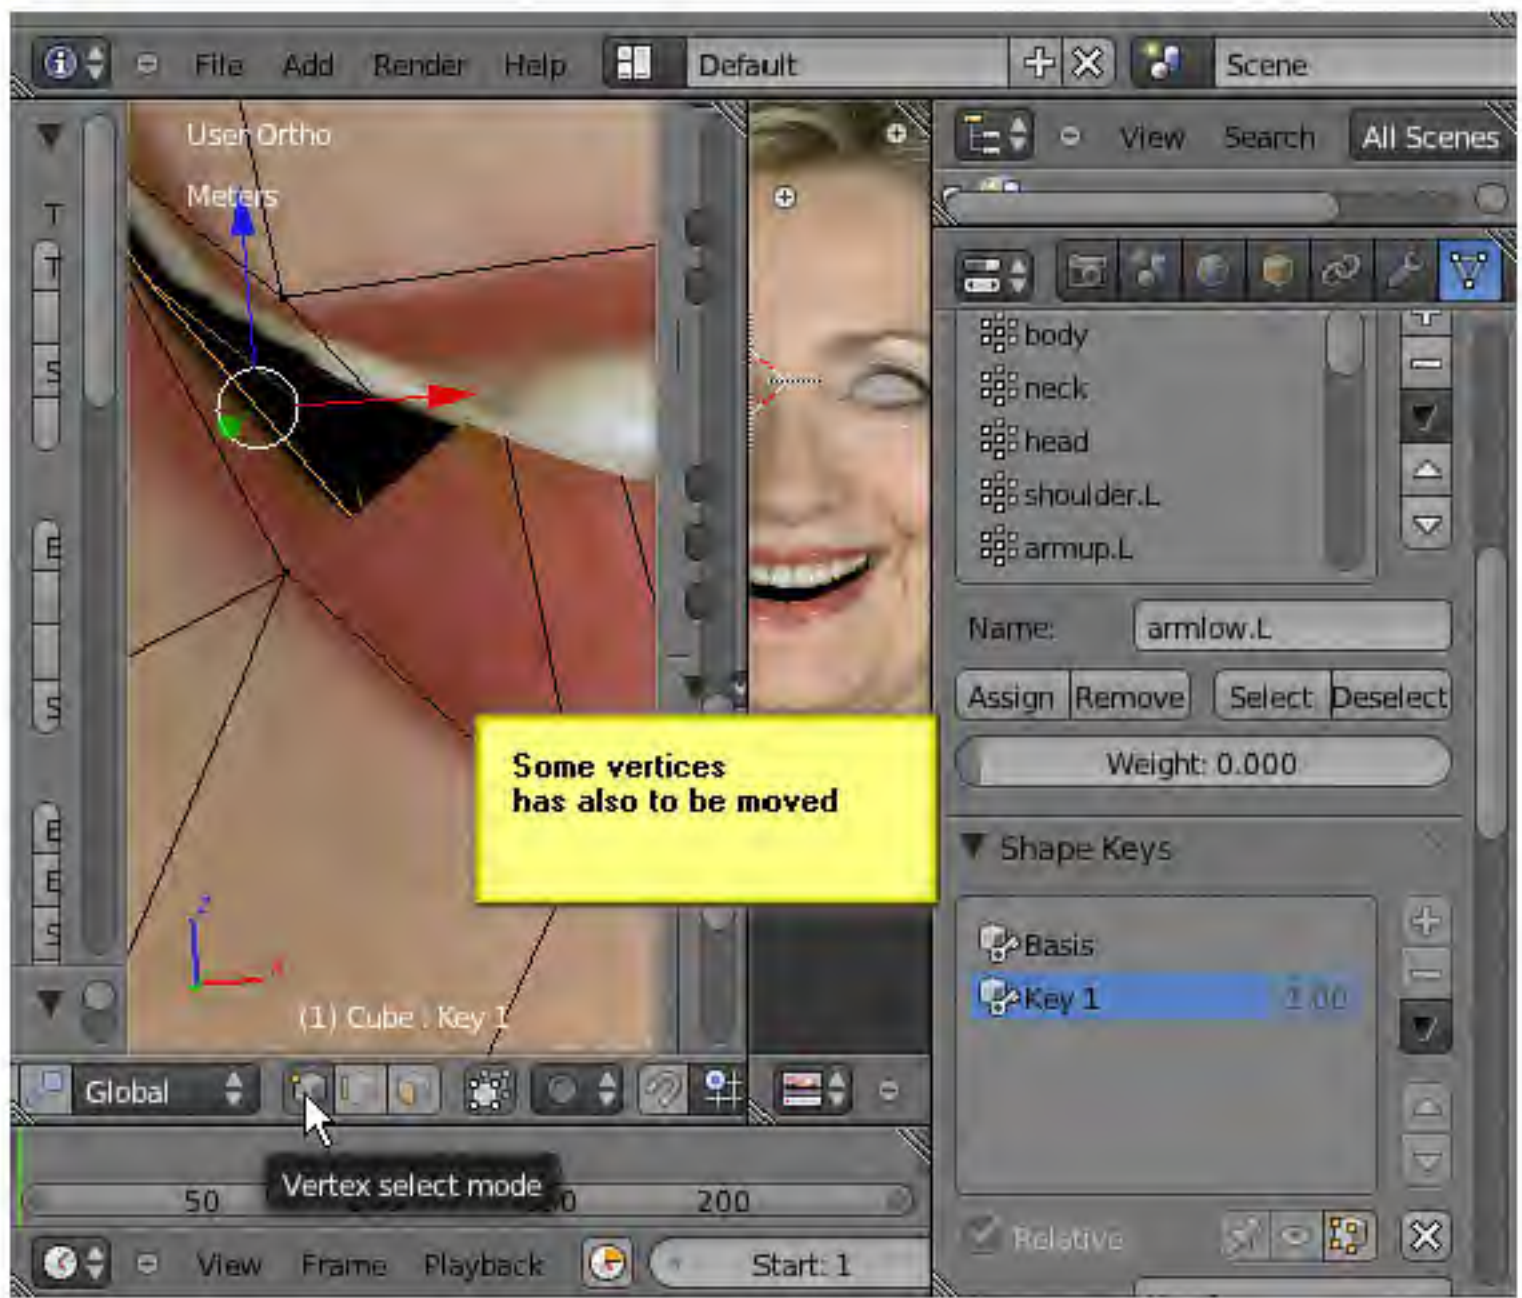 File Add Render Help Default Scene
User Ortho
Meters
View Search All Scenes
T
T
S
E
S
E
E
S
body
neck
head
shoulder.L
armup.L
Name: armlow.L
Assign Remove Select Deselect
Weight: 0.000
Some vertices
has also to be moved
Shape Keys
Basis
Key 1 1.00
z
x
(1) Cube : Key 1
Global
Vertex select mode
50 200
Relative
View Frame Playback Start: 1